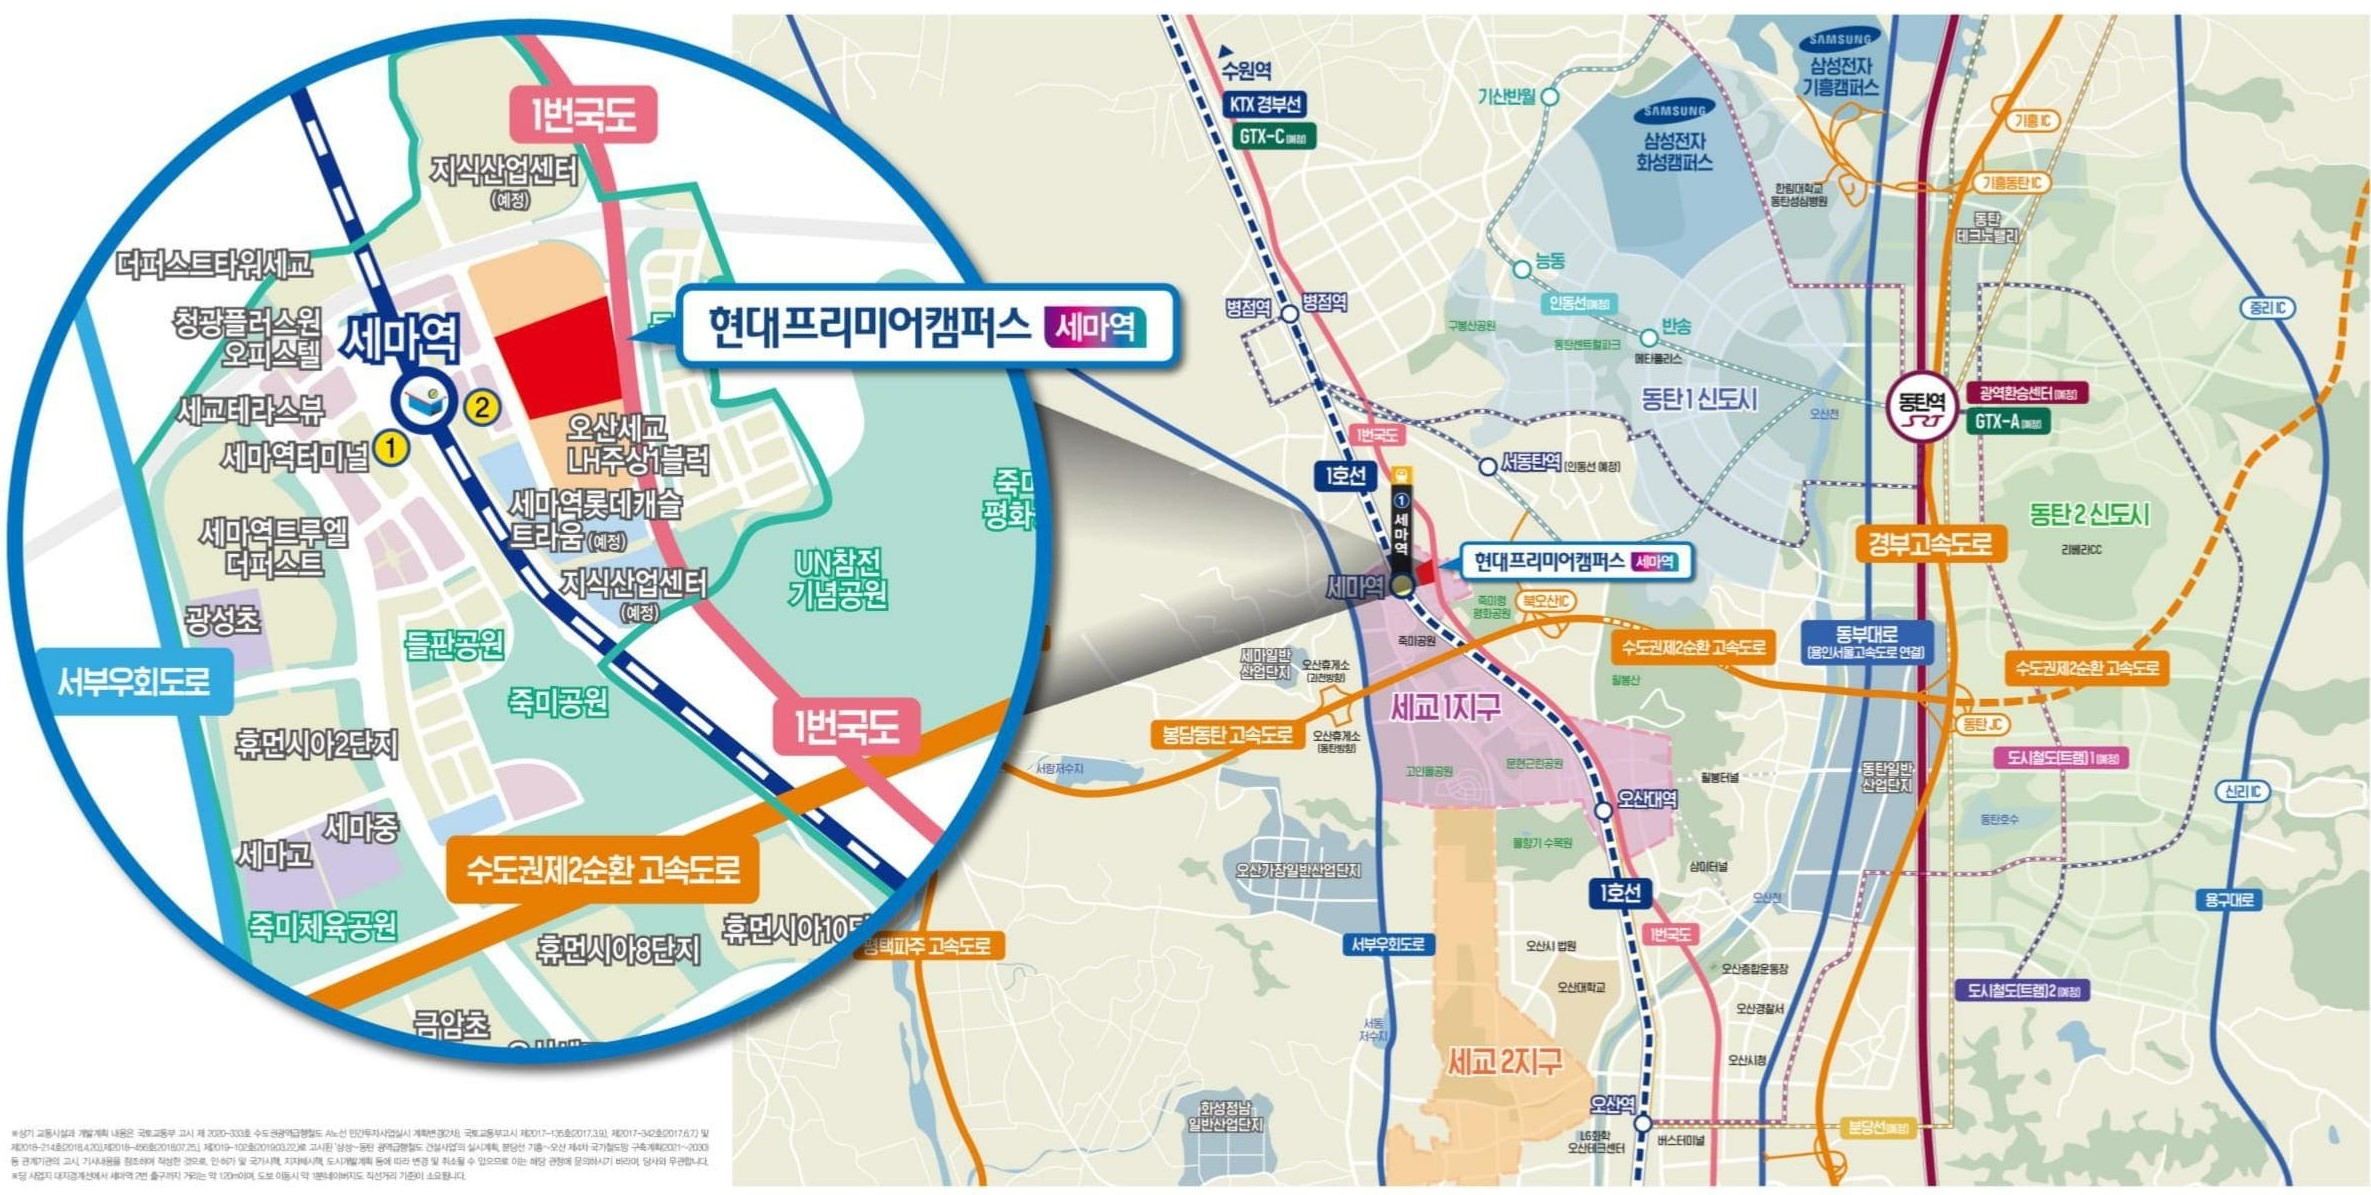 1번국도
지식산업센터
(예정)
더퍼스트타워세교
청광플러스원
오피스텔
세마역
현대프리미어캠퍼스 세마역
2
세교테라스뷰
1
세마역터미널
오산세교
LH주상1블럭
세마역롯데캐슬
트라움 (예정)
세마역트루엘
더퍼스트
지식산업센터
(예정)
UN참전
기념공원
죽미
평화
광성초
들판공원
서부우회도로
죽미공원
1번국도
휴먼시아2단지
세마중
세마고
수도권제2순환 고속도로
죽미체육공원
휴먼시아8단지
휴먼시아10단
금암초
평택파주 고속도로
수원역
KTX 경부선
GTX-C (예정)
기산반월
SAMSUNG
삼성전자
화성캠퍼스
SAMSUNG
삼성전자
기흥캠퍼스
기흥 IC
기흥동탄 IC
한림대학교
동탄성심병원
동탄
테크노밸리
능동
인동선(예정)
반송
메타폴리스
구봉산공원
동탄센트럴파크
병점역
병점역
중리 IC
동탄1신도시
오산천
동탄역
SRT
광역환승센터(예정)
GTX-A (예정)
1번국도
1호선
서동탄역 (인동선 예정)
1
세마역
동탄2신도시
리베라CC
경부고속도로
현대프리미어캠퍼스 세마역
세마역
죽미령
평화공원
북오산IC
죽미공원
수도권제2순환 고속도로
동부대로
(용인서울고속도로 연결)
수도권제2순환 고속도로
세마일반
산업단지
오산휴게소
(과천방향)
필봉산
세교1지구
봉담동탄 고속도로
오산휴게소
(동탄방향)
동탄 JC
도시철도(트램)1 (예정)
서랑저수지
고인돌공원
문헌근린공원
필봉터널
동탄일반
산업단지
신리 IC
오산대역
동탄호수
물향기 수목원
오산가장일반산업단지
삼미터널
1호선
오산천
용구대로
서부우회도로
1번국도
오산시 법원
오산종합운동장
오산대학교
도시철도(트램)2 (예정)
오산경찰서
서동
저수지
세교2지구
오산시청
오산역
화성정남
일반산업단지
LG화학
오산테크센터
버스터미널
분당선(예정)